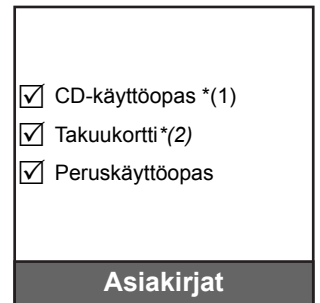 ☑ CD-käyttöopas *(1)
☑ Takuukortti*(2)
☑ Peruskäyttöopas
Asiakirjat